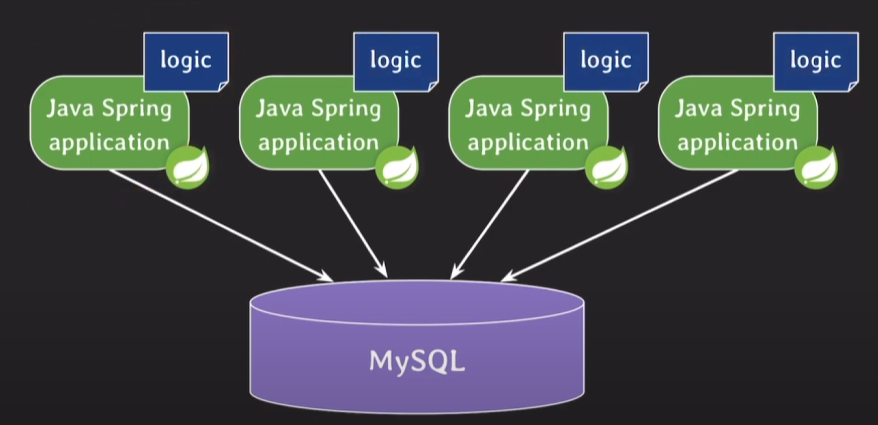 logic
Java Spring
application
logic
Java Spring
application
logic
Java Spring
application
logic
Java Spring
application
MySQL